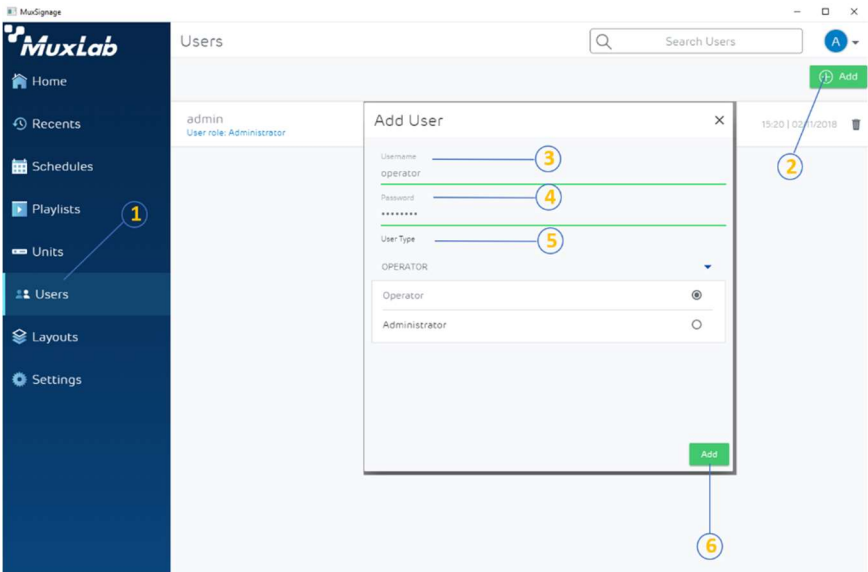 MuxSignage
MuxLab
Users
Search Users
A
Home
Add
Recents
admin
User role: Administrator
Add User
15:20 | 02/11/2018
Schedules
Username
3
operator
2
Playlists
Password
4
1
••••••••
User Type
5
Units
OPERATOR
Users
Operator
Layouts
Administrator
Settings
Add
6